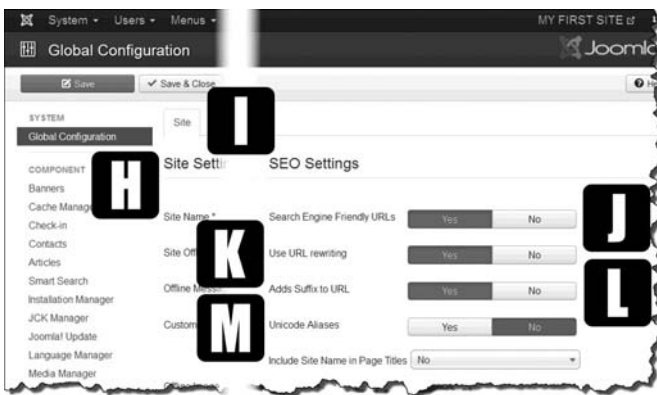 System Users Menus MY FIRST SITE
Global Configuration Joomla
Save Save & Close
SYSTEM
Site
I
Global Configuration
COMPONENT
Site Setti SEO Settings
H
Banners
Cache Manage
Site Name * Search Engine Friendly URLs Yes No
J
Check-in
Contacts
Site Off Use URL rewriting Yes No
K
Articles
Smart Search
Offline Messa Adds Suffix to URL Yes No
L
Installation Manager
JCK Manager
Custom Unicode Aliases Yes No
M
Joomla! Update
Language Manager
Include Site Name in Page Titles No
Media Manager